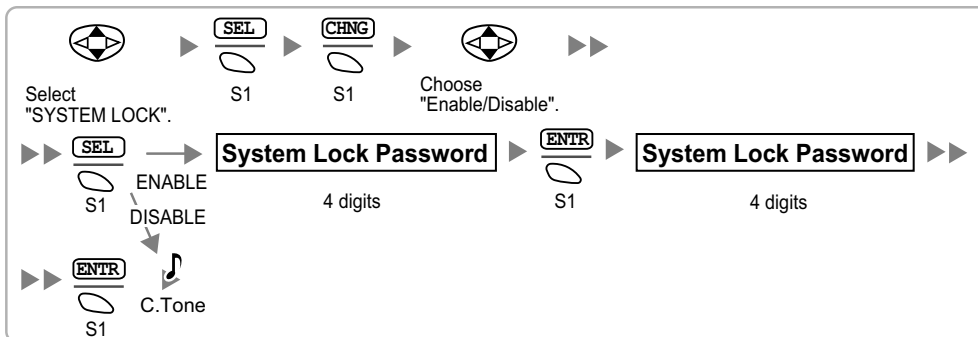 SEL
CHNG
S1
S1
Select
"SYSTEM LOCK".
Choose
"Enable/Disable".
SEL
S1
ENABLE
DISABLE
System Lock Password
4 digits
ENTR
S1
System Lock Password
4 digits
ENTR
S1
C.Tone